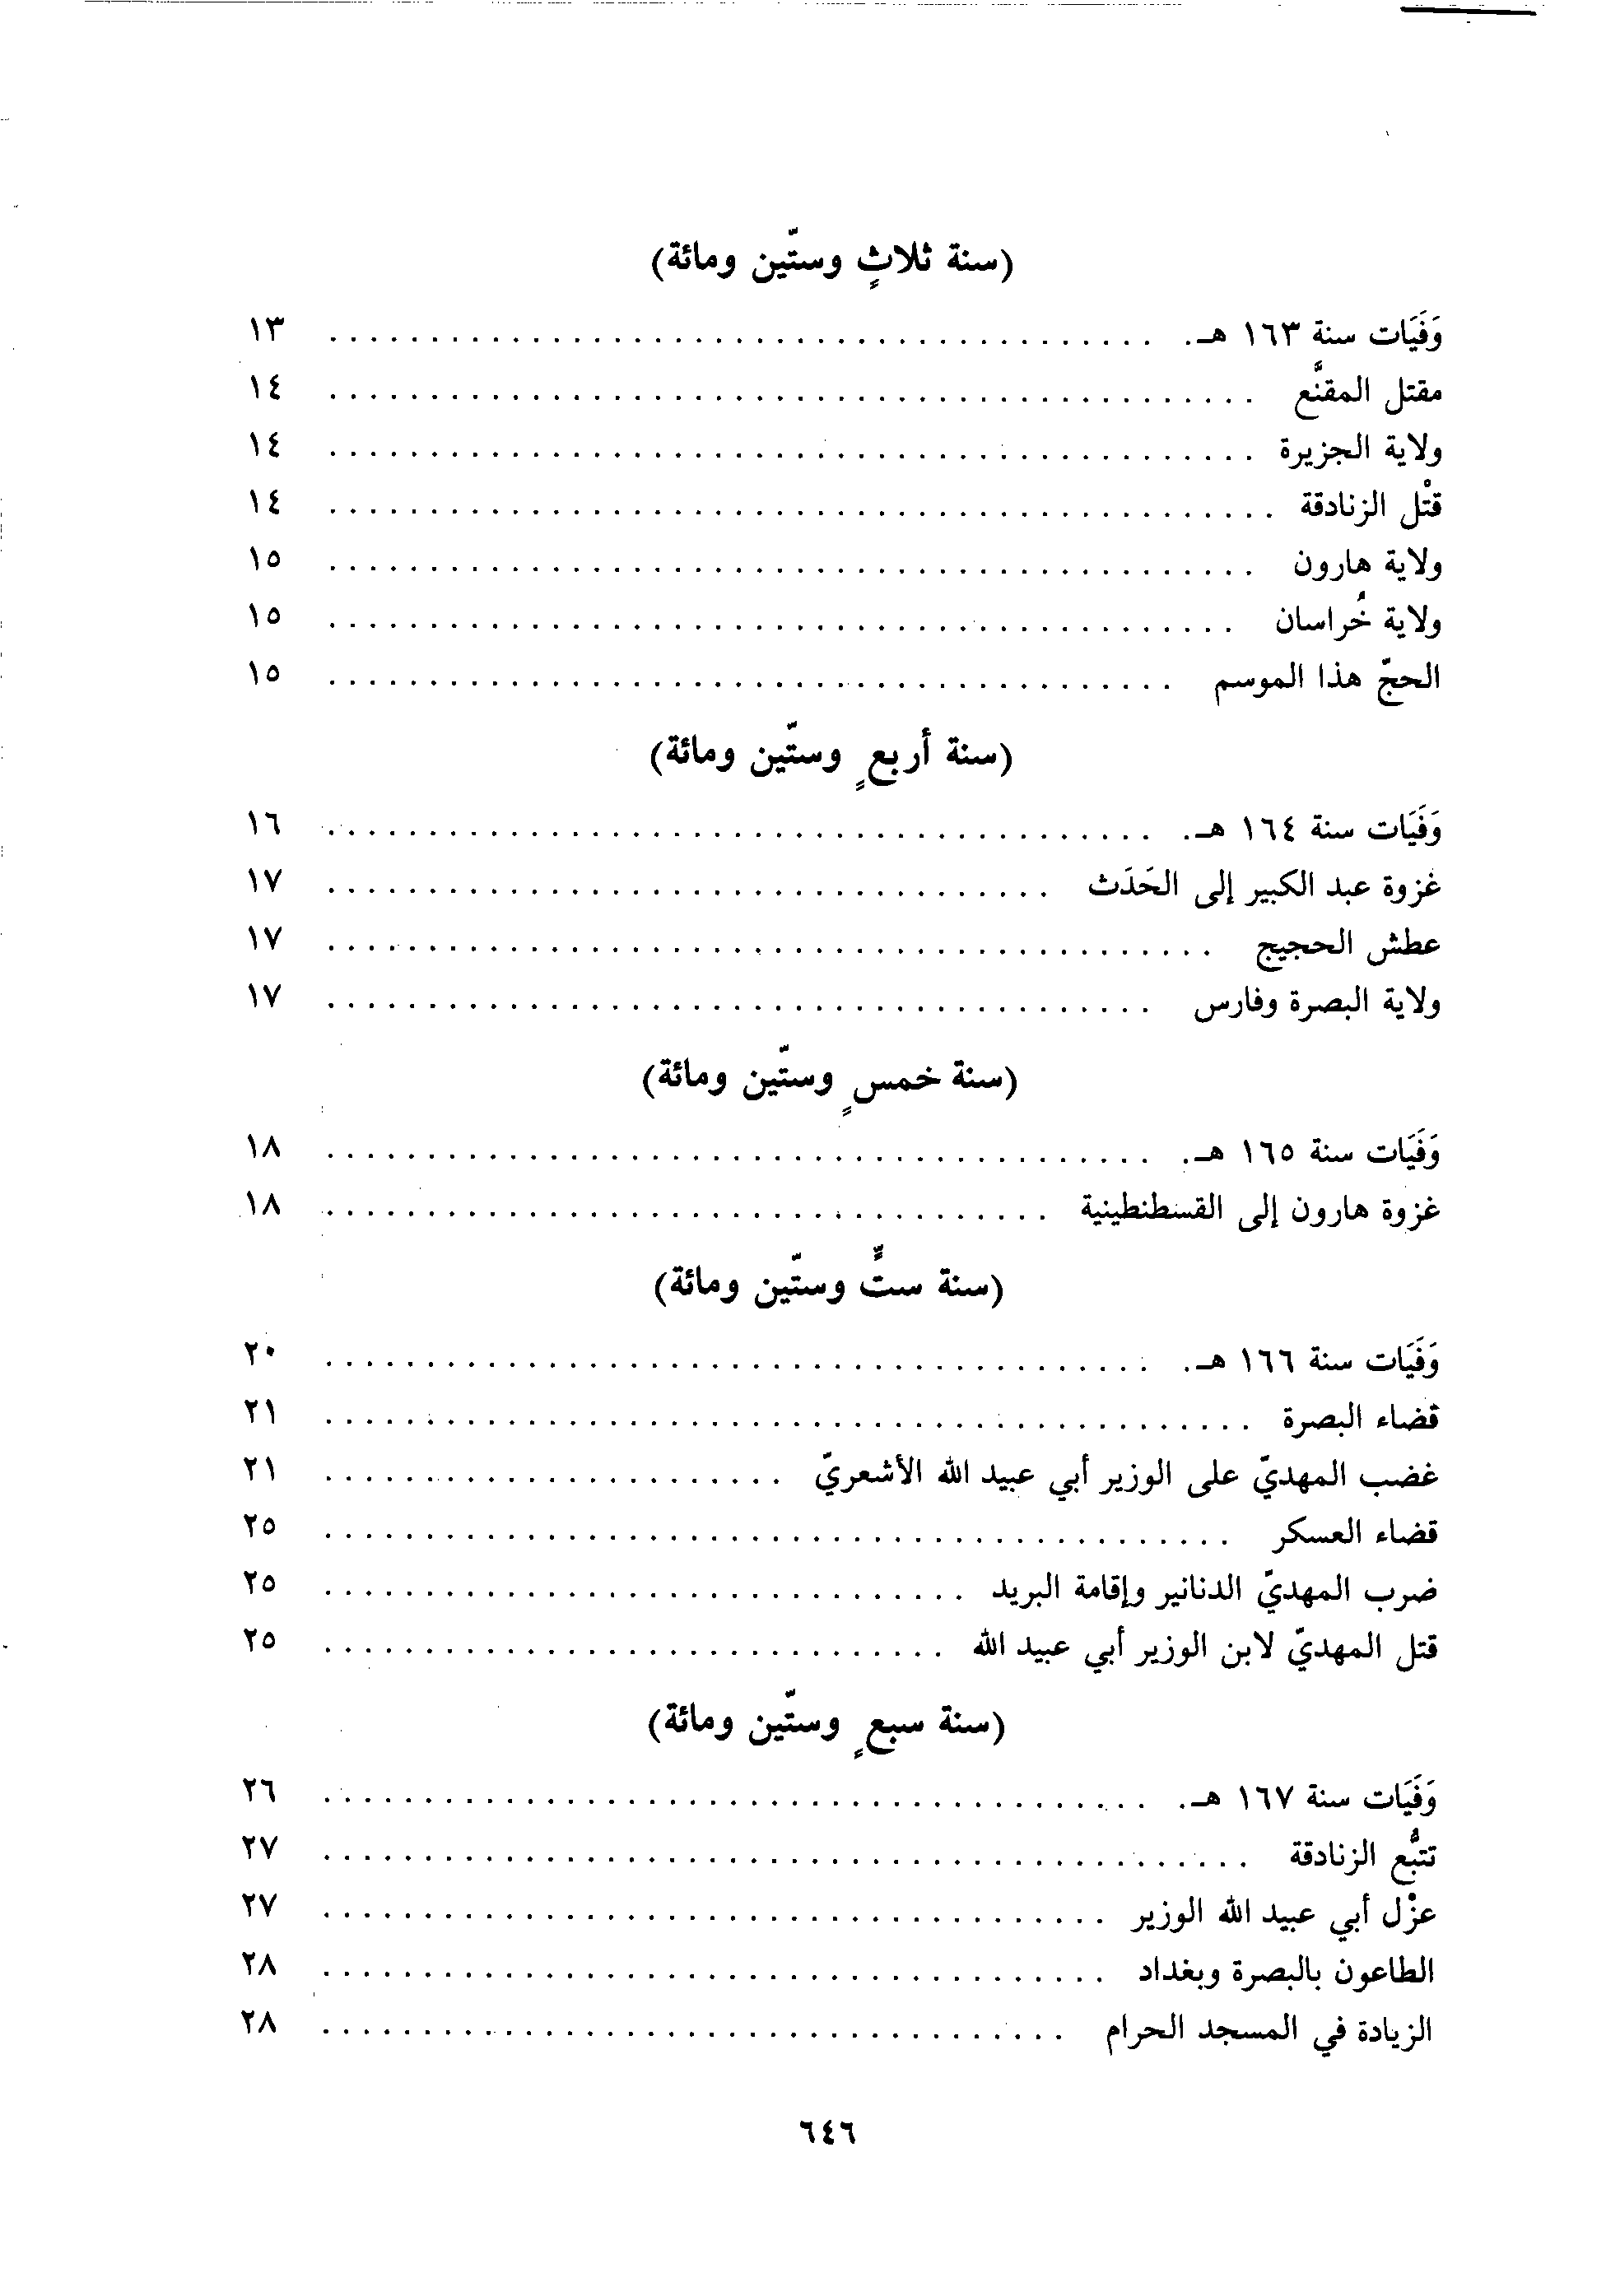 (سنة ثلاثٍ وستّين ومائة)
وَفَيَات سنة ١٦٣ هـ. ........................................ ١٣
مقتل المقنَّع ........................................ ١٤
ولاية الجزيرة ........................................ ١٤
قتْل الزنادقة ........................................ ١٤
ولاية هارون ........................................ ١٥
ولاية خُراسان ........................................ ١٥
الحجّ هذا الموسم ........................................ ١٥
(سنة أربعٍ وستّين ومائة)
وَفَيَات سنة ١٦٤ هـ. ........................................ ١٦
غزوة عبد الكبير إلى الحَدَث ........................................ ١٧
عطش الحجيج ........................................ ١٧
ولاية البصرة وفارس ........................................ ١٧
(سنة خمسٍ وستّين ومائة)
وَفَيَات سنة ١٦٥ هـ. ........................................ ١٨
غزوة هارون إلى القسطنطينية ........................................ ١٨
(سنة ستٍّ وستّين ومائة)
وَفَيَات سنة ١٦٦ هـ. ........................................ ٢٠
قضاء البصرة ........................................ ٢١
غضب المهديّ على الوزير أبي عبيد الله الأشعريّ ........................ ٢١
قضاء العسكر ........................................ ٢٥
ضرب المهديّ الدنانير وإقامة البريد ................................ ٢٥
قتل المهديّ لابن الوزير أبي عبيد الله ................................ ٢٥
(سنة سبعٍ وستّين ومائة)
وَفَيَات سنة ١٦٧ هـ. ........................................ ٢٦
تتبُّع الزنادقة ........................................ ٢٧
عزْل أبي عبيد الله الوزير ........................................ ٢٧
الطاعون بالبصرة وبغداد ........................................ ٢٨
الزيادة في المسجد الحرام ........................................ ٢٨
٦٤٦